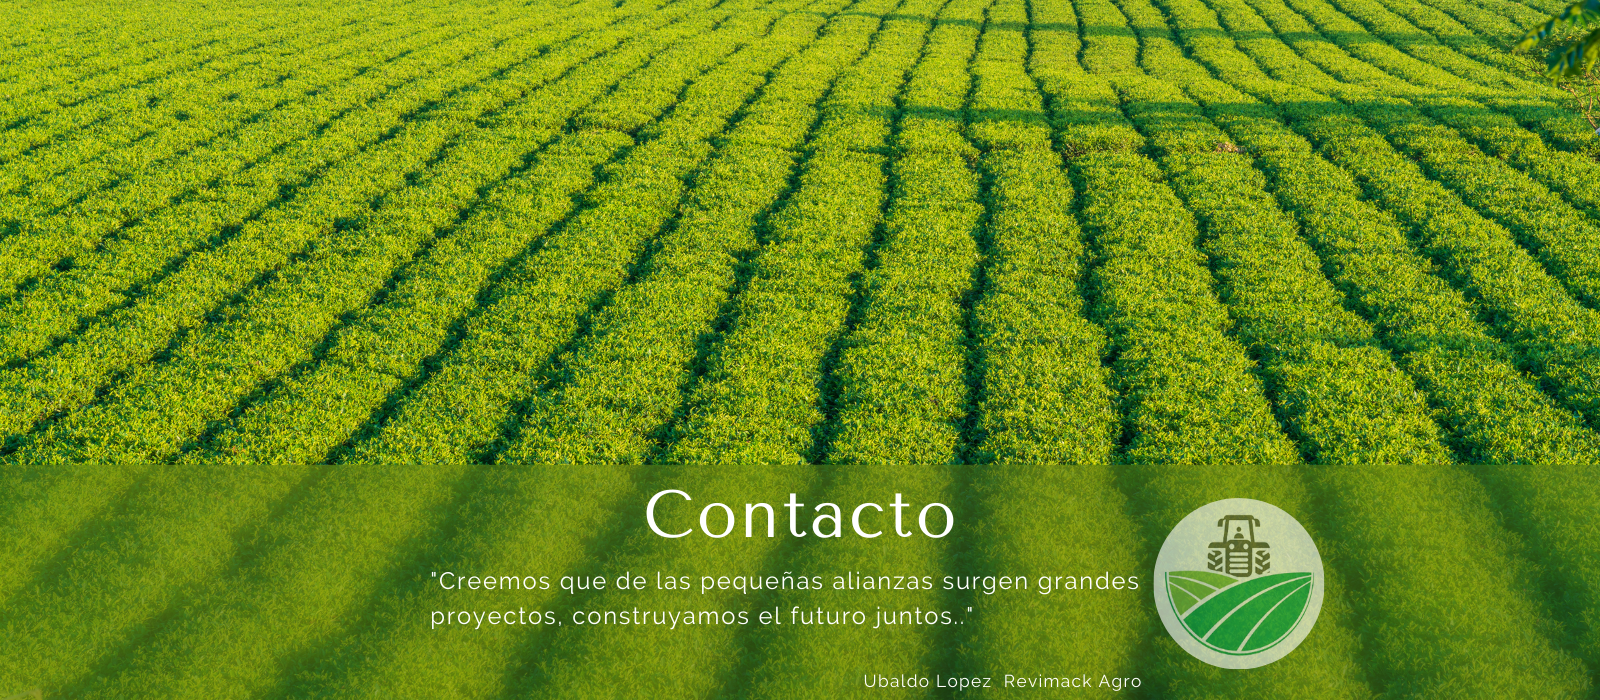 Contacto
"Creemos que de las pequeñas alianzas surgen grandes
proyectos, construyamos el futuro juntos.."
Ubaldo Lopez  Revimack Agro